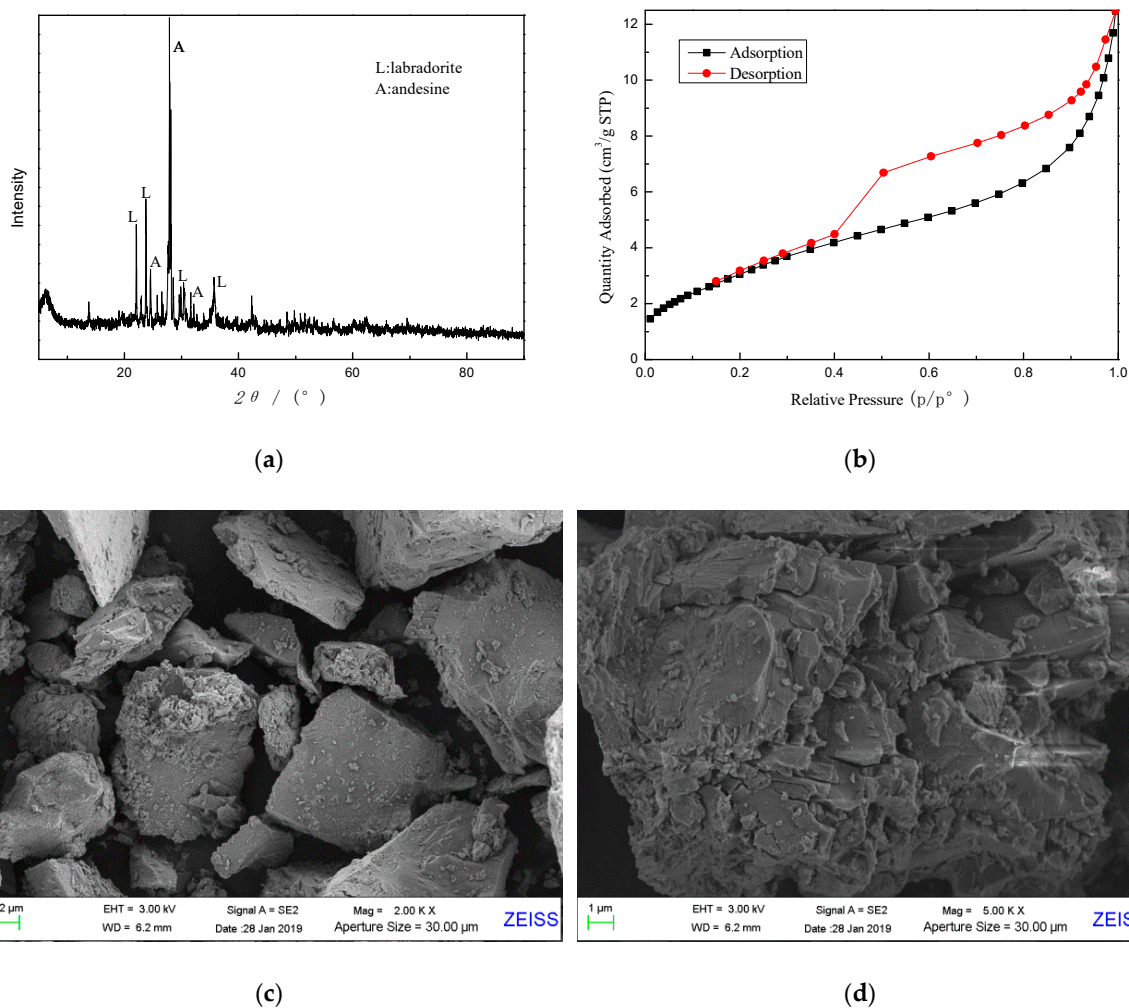 A
L:labradorite
A:andesine
L
L
A
L
A
L
Intensity
20
40
60
80
2θ / (°)
(a)
12
10
8
6
4
2
0
Adsorption
Desorption
Quantity Adsorbed (cm³/g STP)
0.0
0.2
0.4
0.6
0.8
1.0
Relative Pressure (p/p°)
(b)
2 µm
EHT = 3.00 kV
Signal A = SE2
Mag = 2.00 K X
ZEISS
WD = 6.2 mm
Date :28 Jan 2019
Aperture Size = 30.00 µm
(c)
1 µm
EHT = 3.00 kV
Signal A = SE2
Mag = 5.00 K X
ZEIS
WD = 6.2 mm
Date :28 Jan 2019
Aperture Size = 30.00 µm
(d)